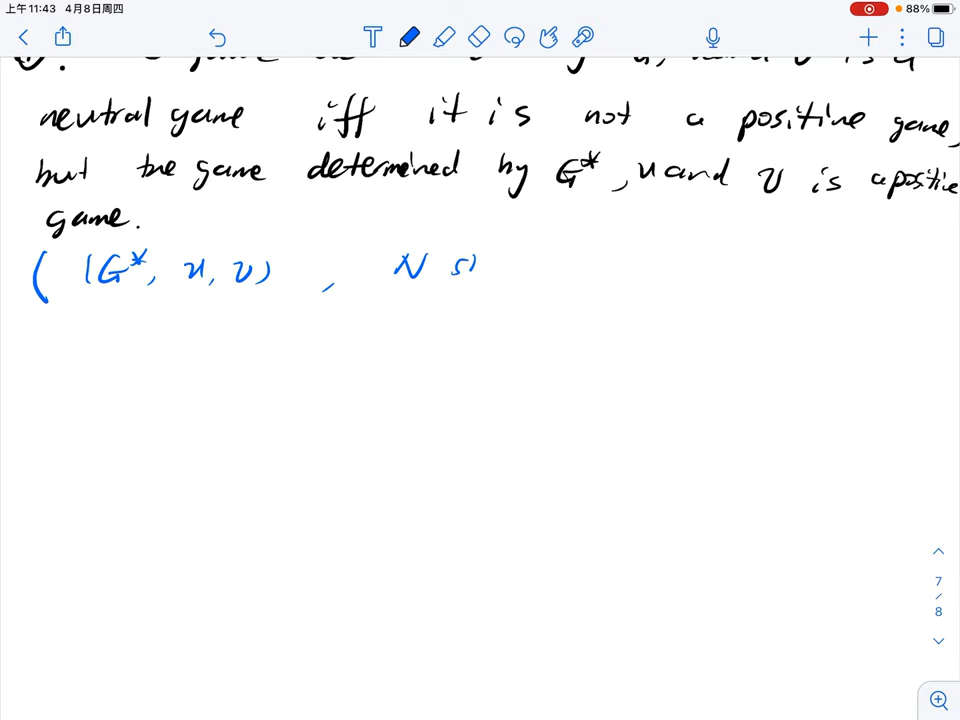 上午11:43 4月8日周四 88%
T
neutral game iff it is not a positive game,
but the game determined by G*, u and v is a positive
game.
( (G*, u, v) , N
7
/
8